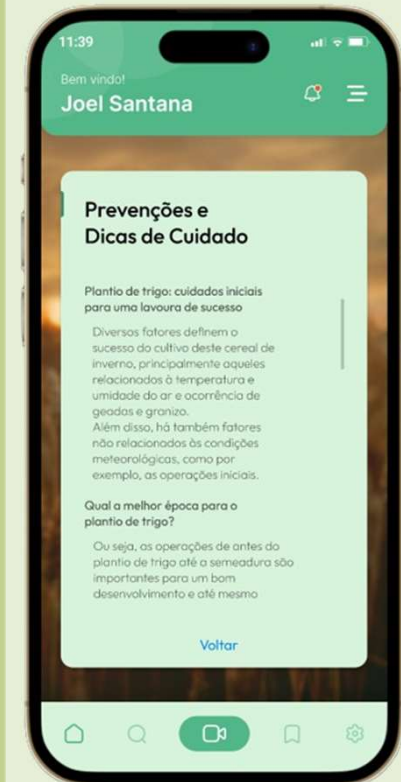 11:39
Bem vindo!
Joel Santana
Prevenções e
Dicas de Cuidado
Plantio de trigo: cuidados iniciais
para uma lavoura de sucesso
Diversos fatores definem o
sucesso do cultivo deste cereal de
inverno, principalmente aqueles
relacionados à temperatura e
umidade do ar e ocorrência de
geadas e granizo.
Além disso, há também fatores
não relacionados às condições
meteorológicas, como por
exemplo, as operações iniciais.
Qual a melhor época para o
plantio de trigo?
Ou seja, as operações de antes do
plantio de trigo até a semeadura são
importantes para um bom
desenvolvimento e até mesmo
Voltar